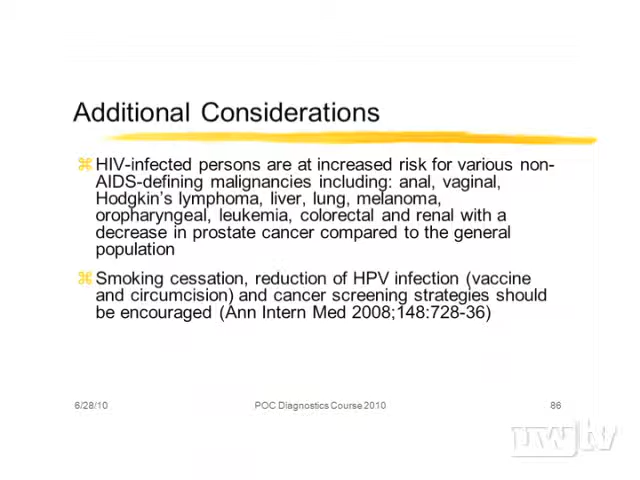 Additional Considerations
HIV-infected persons are at increased risk for various non-
AIDS-defining malignancies including: anal, vaginal,
Hodgkin's lymphoma, liver, lung, melanoma,
oropharyngeal, leukemia, colorectal and renal with a
decrease in prostate cancer compared to the general
population
Smoking cessation, reduction of HPV infection (vaccine
and circumcision) and cancer screening strategies should
be encouraged (Ann Intern Med 2008;148:728-36)
6/28/10
POC Diagnostics Course 2010
86
uwtv